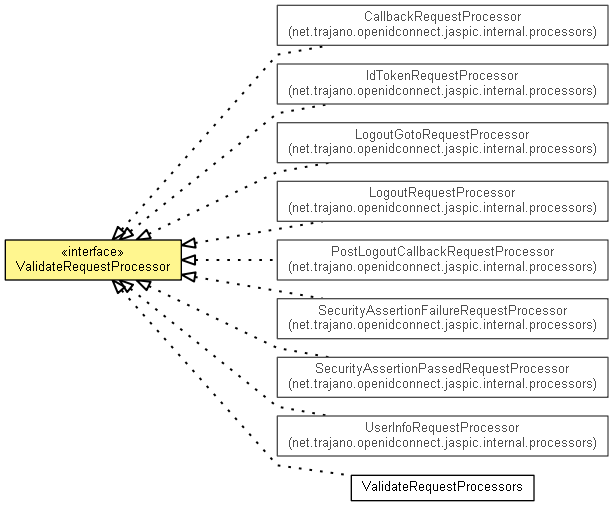 CallbackRequestProcessor
(net.trajano.openidconnect.jaspic.internal.processors)
IdTokenRequestProcessor
(net.trajano.openidconnect.jaspic.internal.processors)
LogoutGotoRequestProcessor
(net.trajano.openidconnect.jaspic.internal.processors)
LogoutRequestProcessor
(net.trajano.openidconnect.jaspic.internal.processors)
«interface»
ValidateRequestProcessor
PostLogoutCallbackRequestProcessor
(net.trajano.openidconnect.jaspic.internal.processors)
SecurityAssertionFailureRequestProcessor
(net.trajano.openidconnect.jaspic.internal.processors)
SecurityAssertionPassedRequestProcessor
(net.trajano.openidconnect.jaspic.internal.processors)
UserInfoRequestProcessor
(net.trajano.openidconnect.jaspic.internal.processors)
ValidateRequestProcessors